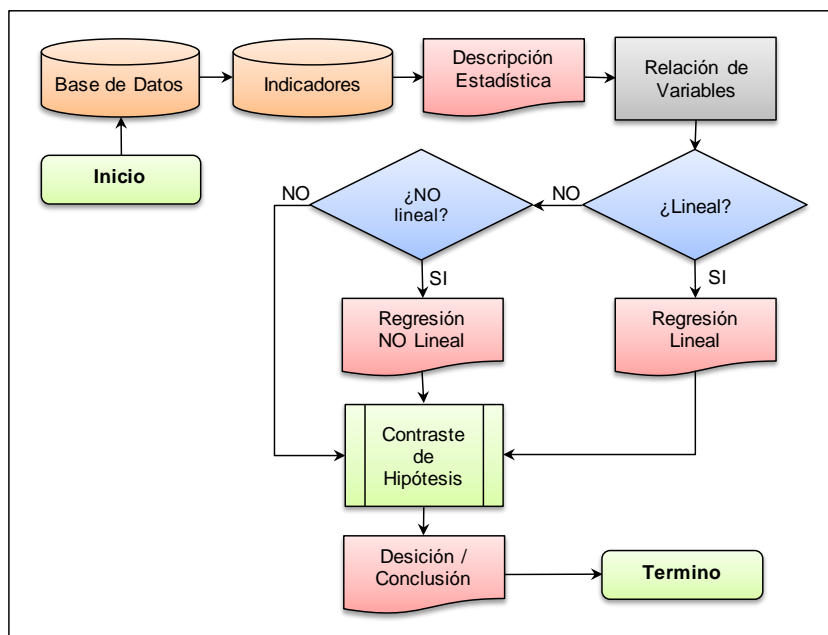 Base de Datos
Indicadores
Descripción
Estadística
Relación de
Variables
Inicio
NO
¿NO
lineal?
NO
¿Lineal?
SI
SI
Regresión
NO Lineal
Regresión
Lineal
Contraste
de
Hipótesis
Desición /
Conclusión
Termino